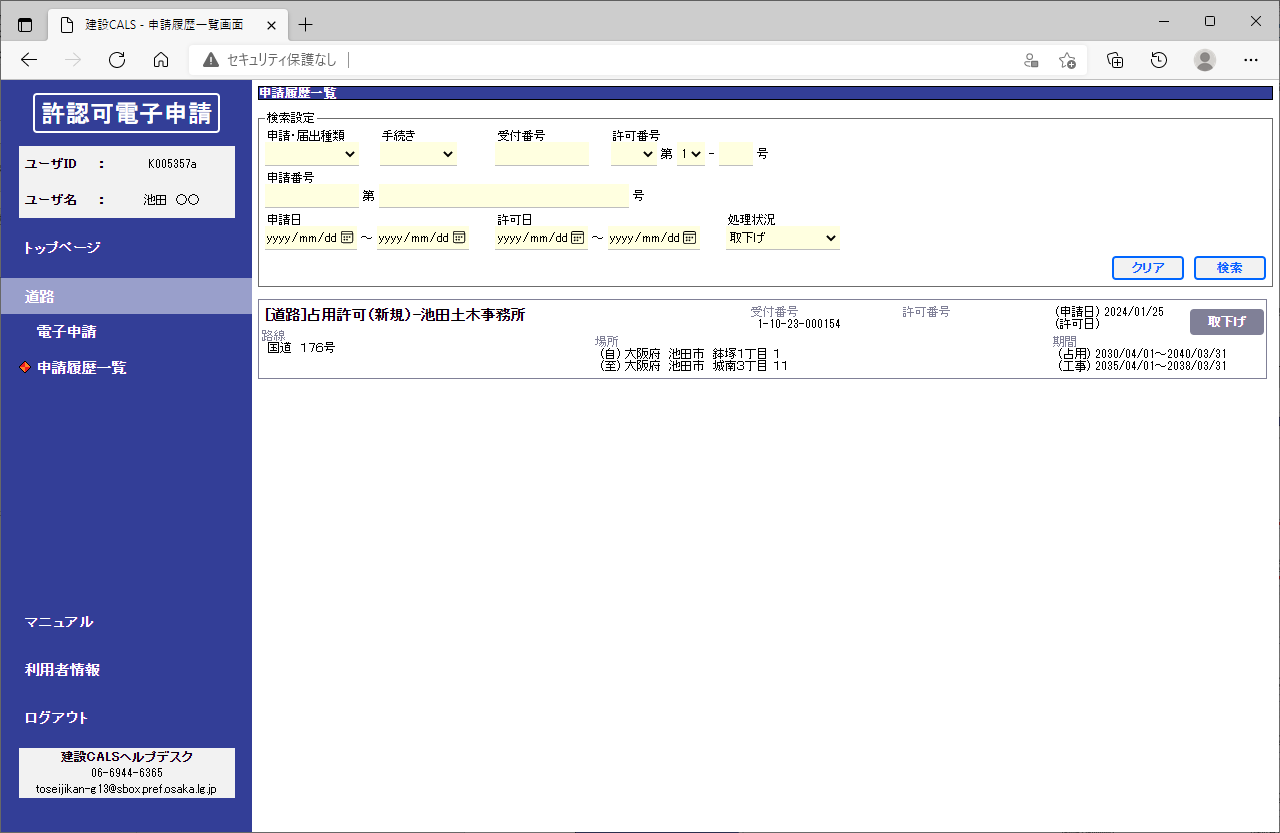 建設CALS - 申請履歴一覧画面
セキュリティ保護なし
許認可電子申請
ユーザID : K005357a
ユーザ名 : 池田 〇〇
トップページ
道路
電子申請
申請履歴一覧
マニュアル
利用者情報
ログアウト
建設CALSヘルプデスク
06-6944-6365
toseijikan-g13@sbox.pref.osaka.lg.jp
申請履歴一覧
検索設定
申請・届出種類 手続き 受付番号 許可番号
第 1 - 号
申請番号
第 号
申請日 許可日 処理状況
yyyy/mm/dd ～ yyyy/mm/dd yyyy/mm/dd ～ yyyy/mm/dd 取下げ
クリア 検索
[道路]占用許可(新規)-池田土木事務所
路線
国道 176号
受付番号
1-10-23-000154
許可番号
(申請日) 2024/01/25
(許可日)
取下げ
場所
(自) 大阪府 池田市 鉢塚1丁目 1
(至) 大阪府 池田市 城南3丁目 11
期間
(占用) 2030/04/01～2040/03/31
(工事) 2035/04/01～2038/03/31